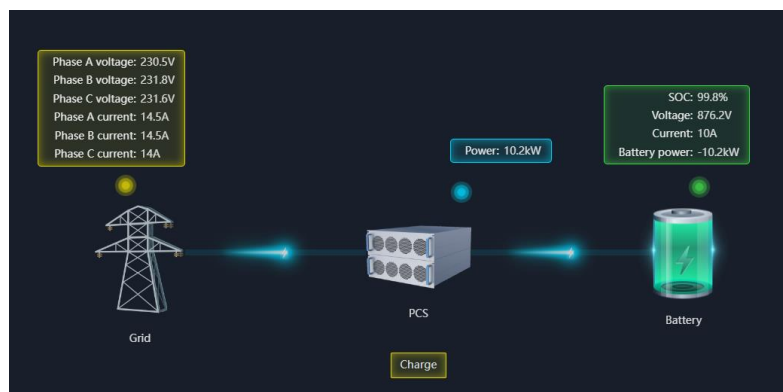 Phase A voltage: 230.5V
Phase B voltage: 231.8V
Phase C voltage: 231.6V
Phase A current: 14.5A
Phase B current: 14.5A
Phase C current: 14A
SOC: 99.8%
Voltage: 876.2V
Current: 10A
Battery power: -10.2kW
Power: 10.2kW
Grid
PCS
Battery
Charge